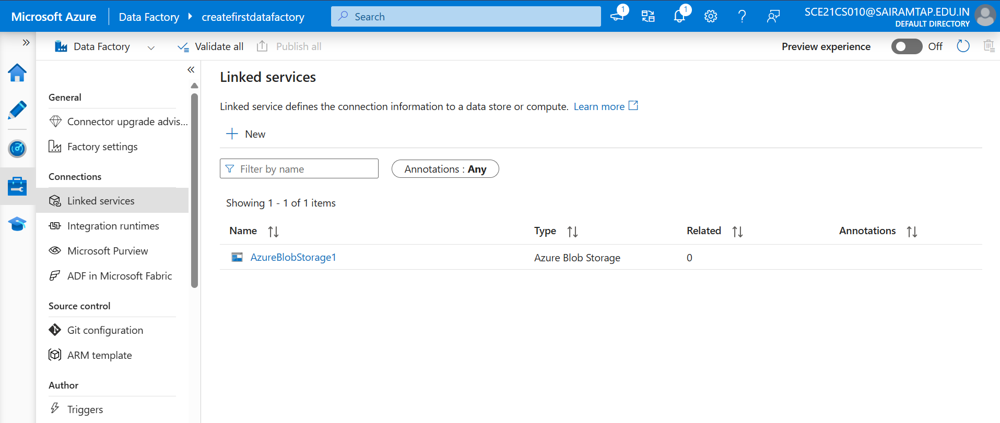 Microsoft Azure
Data Factory
createfirstdatafactory
Search
1
1
SCE21CS010@SAIRAMTAP.EDU.IN
DEFAULT DIRECTORY
Data Factory
Validate all
Publish all
Preview experience
Off
General
Connector upgrade advis...
Factory settings
Connections
Linked services
Integration runtimes
Microsoft Purview
ADF in Microsoft Fabric
Source control
Git configuration
ARM template
Author
Triggers
Linked services
Linked service defines the connection information to a data store or compute. Learn more
New
Filter by name
Annotations : Any
Showing 1 - 1 of 1 items
Name Type Related Annotations
AzureBlobStorage1 Azure Blob Storage 0